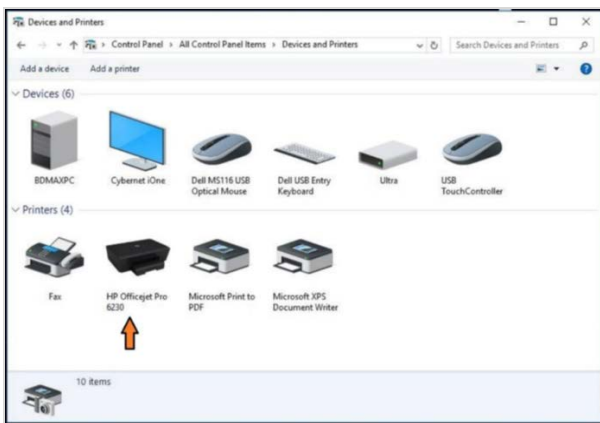 Devices and Printers
Control Panel > All Control Panel Items > Devices and Printers
Search Devices and Printers
Add a device Add a printer
Devices (6)
BDMAXPC Cybernet iOne Dell MS116 USB Dell USB Entry Ultra USB
Optical Mouse Keyboard TouchController
Printers (4)
Fax HP Officejet Pro Microsoft Print to Microsoft XPS
6230 PDF Document Writer
10 items